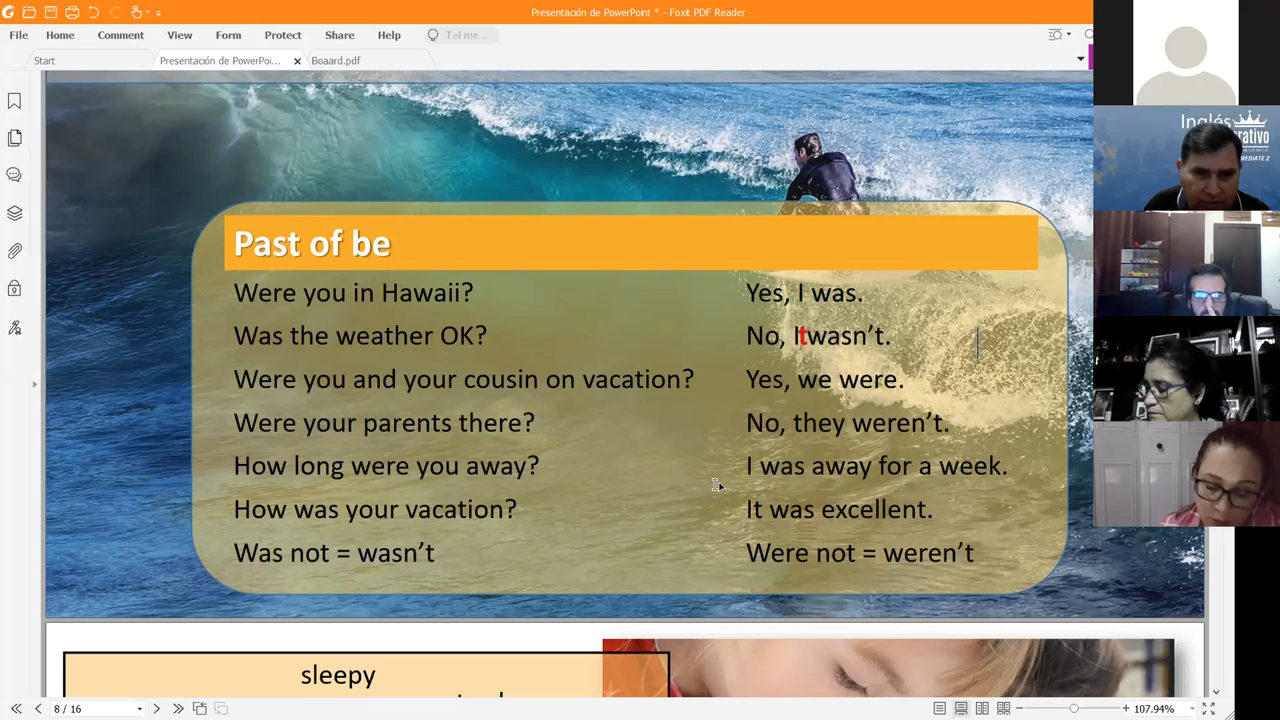 Presentación de PowerPoint * - Foxit PDF Reader
File Home Comment View Form Protect Share Help Tell me...
Start Presentación de PowerPoi... Boaard.pdf
Inglés
MEDIATE 2
Past of be
Were you in Hawaii? Yes, I was.
Was the weather OK? No, Itwasn’t.
Were you and your cousin on vacation? Yes, we were.
Were your parents there? No, they weren’t.
How long were you away? I was away for a week.
How was your vacation? It was excellent.
Was not = wasn’t Were not = weren’t
sleepy
8 / 16 107.94%